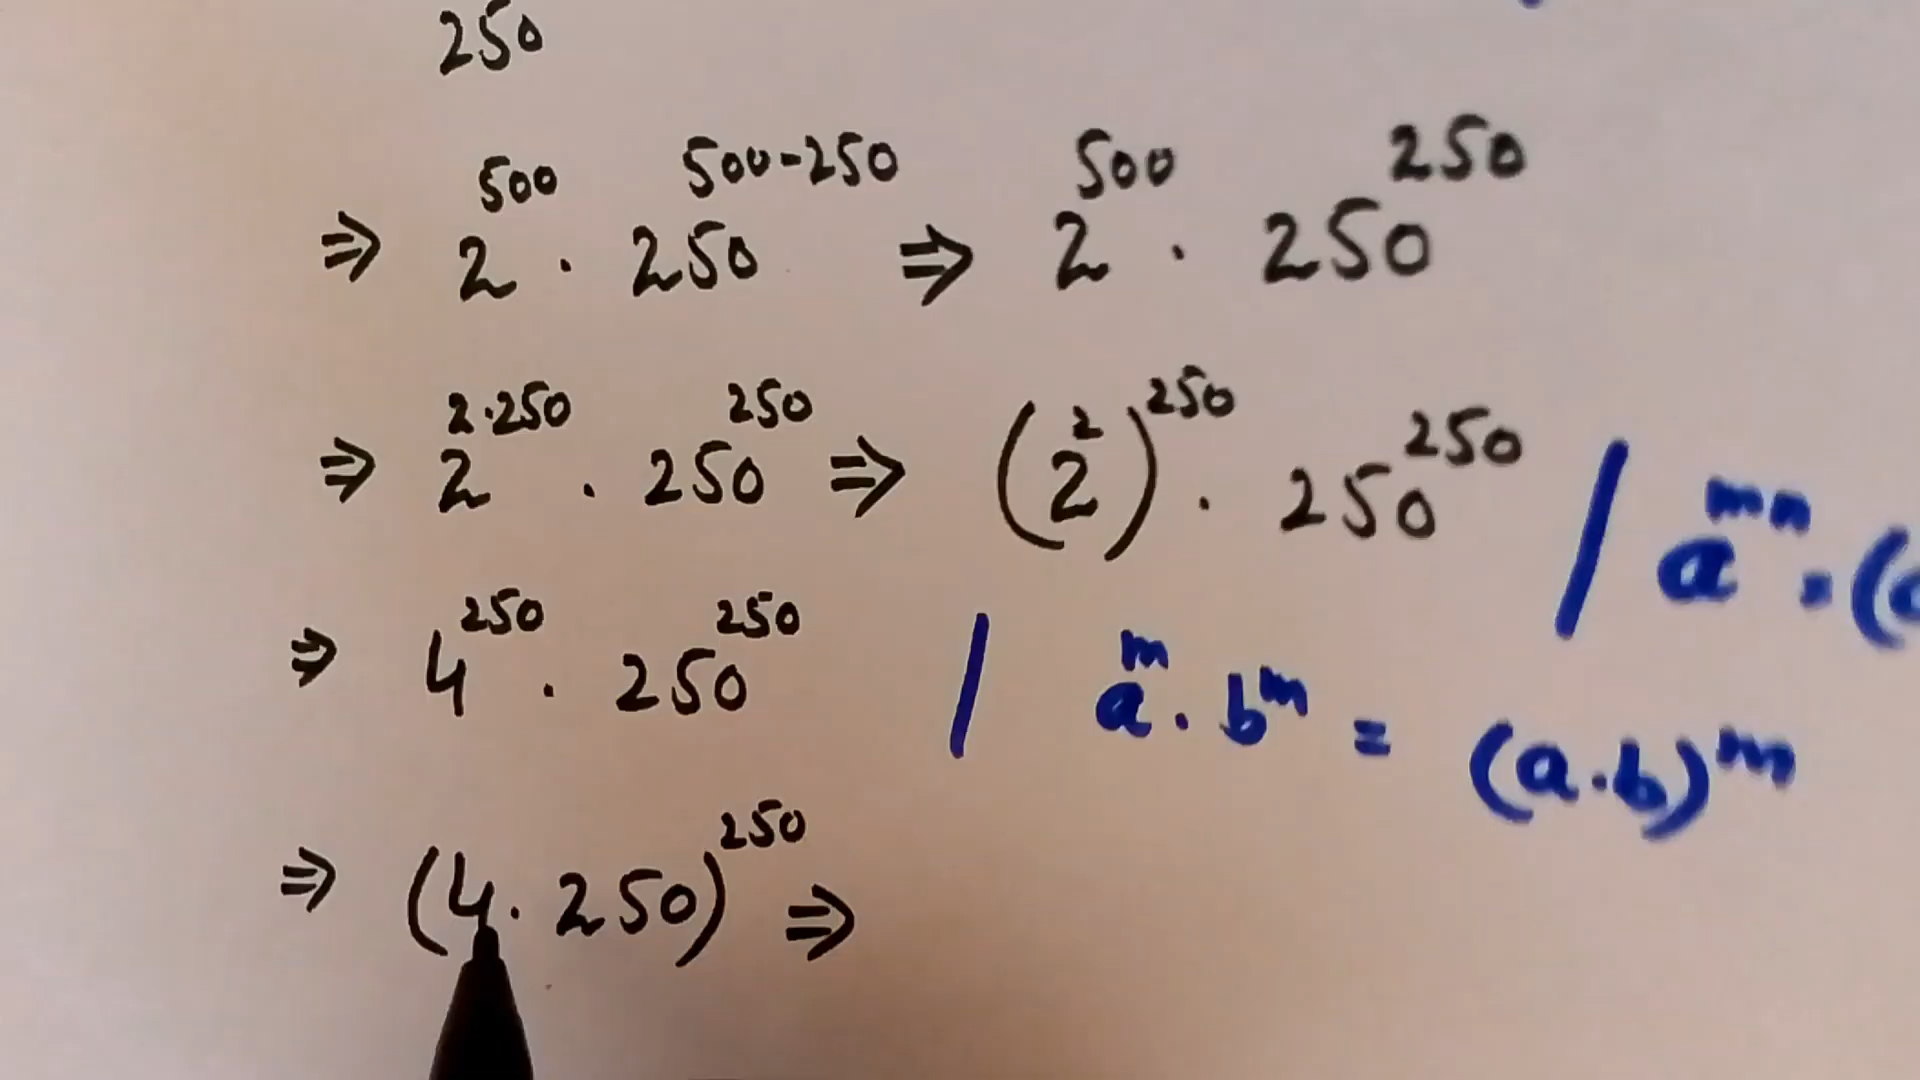 250
⇒ 2^500 · 250^500-250 ⇒ 2^500 · 250^250
⇒ 2^2·250 · 250^250 ⇒ (2^2)^250 · 250^250 / a^mn = (
⇒ 4^250 · 250^250 / a^m · b^m = (a·b)^m
⇒ (4 · 250)^250 ⇒